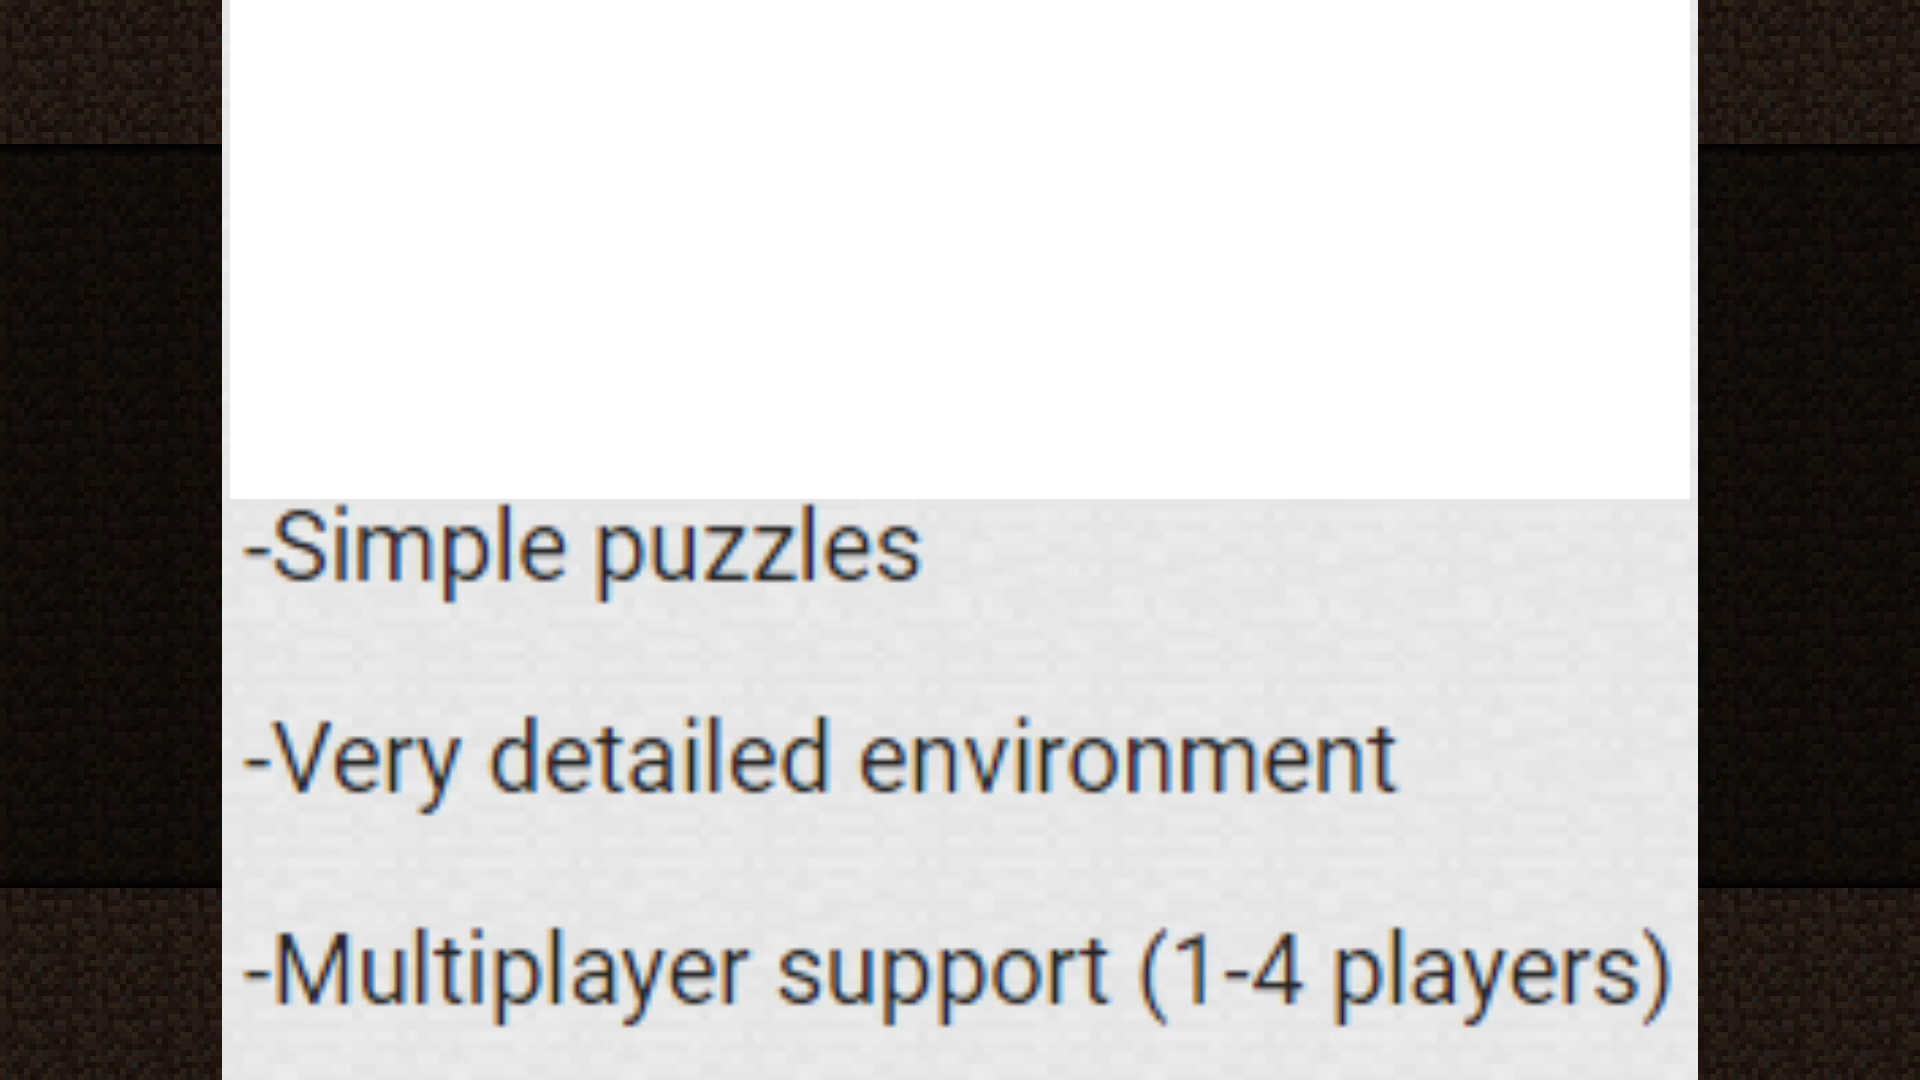 -Simple puzzles
-Very detailed environment
-Multiplayer support (1-4 players)